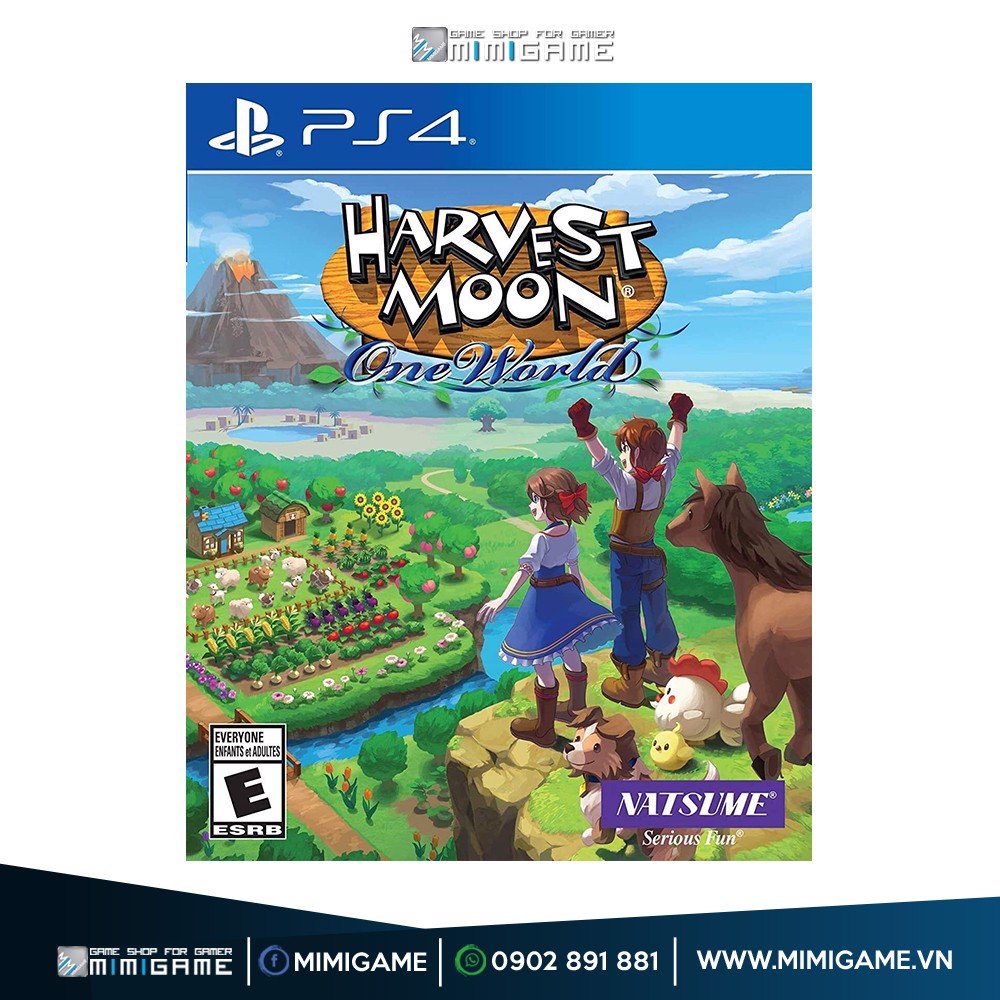 GAME SHOP FOR GAMER
MIMIGAME
PS4
HARVEST
MOON®
One World
EVERYONE
ENFANTS et ADULTES
E
ESRB
NATSUME®
Serious Fun®
GAME SHOP FOR GAMER
MIMIGAME
MIMIGAME
0902 891 881
WWW.MIMIGAME.VN